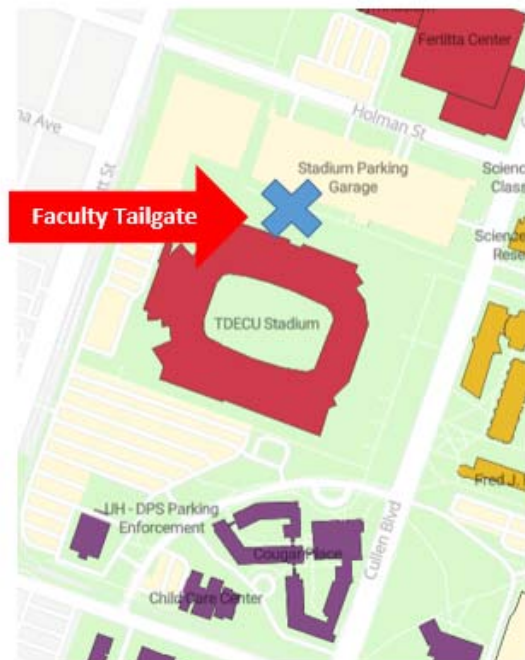 Fertitta Center
Holman St
Stadium Parking
Garage
Faculty Tailgate
TDECU Stadium
UH - DPS Parking
Enforcement
Cougar Place
Child Care Center
Cullen Blvd